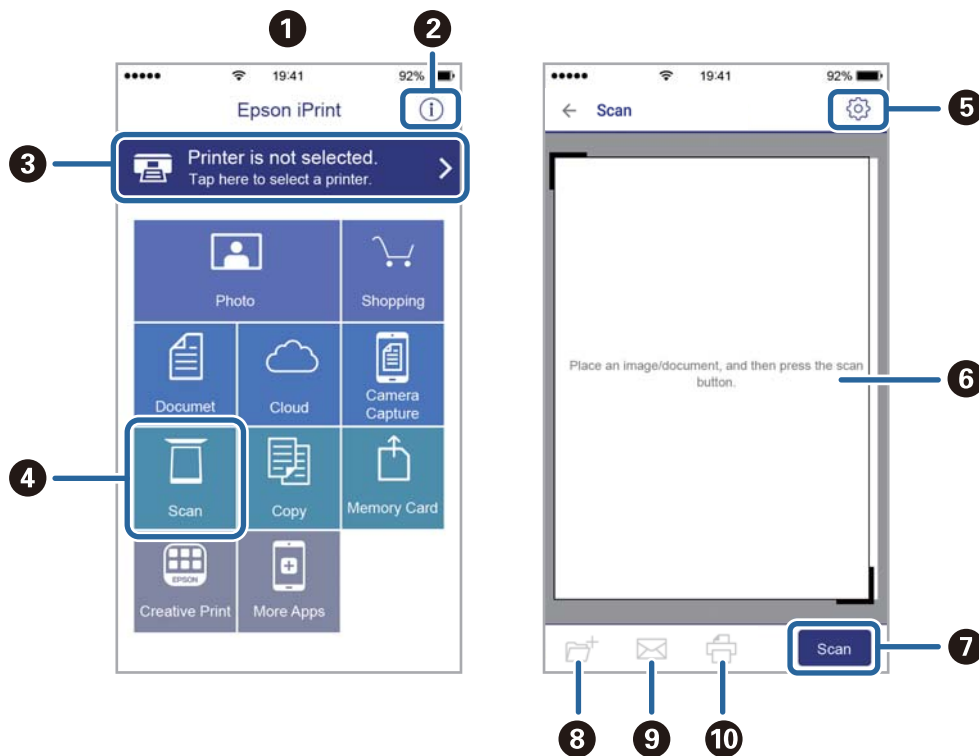 1
2
19:41
92%
Epson iPrint
i
3
Printer is not selected.
Tap here to select a printer.
Photo
Shopping
Documet
Cloud
Camera
Capture
4
Scan
Copy
Memory Card
EPSON
Creative Print
More Apps
19:41
92%
Scan
5
Place an image/document, and then press the scan
button.
6
Scan
7
8
9
10